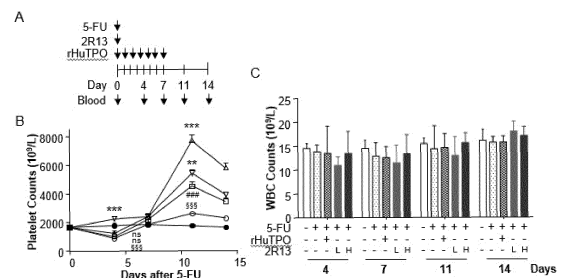 A
5-FU
2R13
rHuTPO
Day 0 1 4 7 11 14
Blood
B
Platelet Counts (10⁹/L)
8000
6000
4000
2000
0
***
***
**
###
§§§
ns
ns
§§§
0 5 10 15
Days after 5-FU
C
WBC Counts (10⁹/L)
25
20
15
10
5
0
5-FU - + + + + - + + + + - + + + + - + + + +
rHuTPO - - + - - - - + - - - - + - - - - + - -
2R13 - - - L H - - - L H - - - L H - - - L H
4 7 11 14 Days